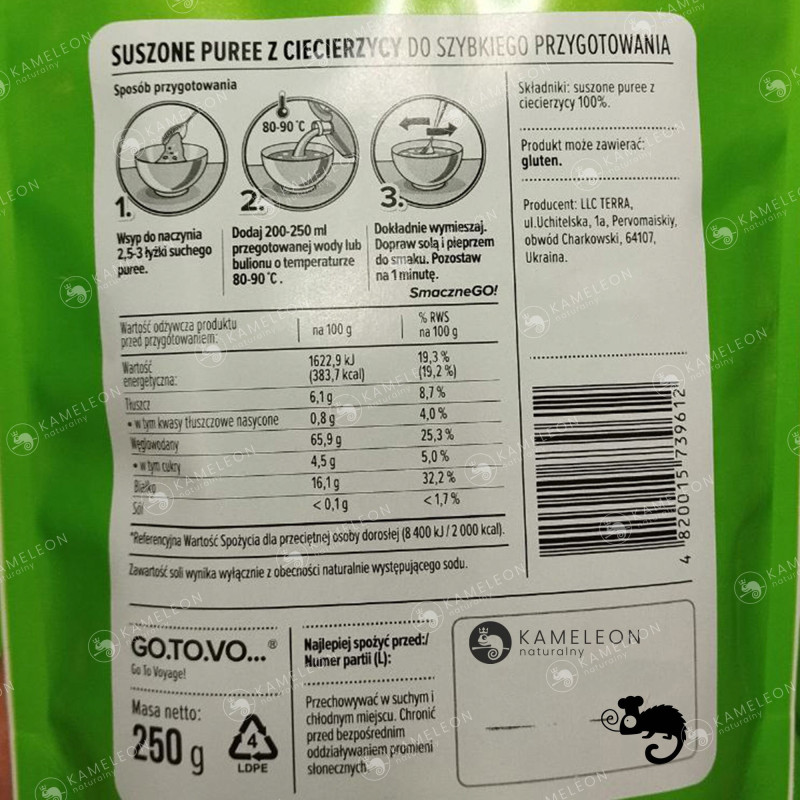 SUSZONE PUREE Z CIECIERZYCY DO SZYBKIEGO PRZYGOTOWANIA
Sposób przygotowania
1.
Wsyp do naczynia
2,5-3 łyżki suchego
puree.
80-90°C
2.
Dodaj 200-250 ml
przegotowanej wody lub
bulionu o temperaturze
80-90°C.
3.
Dokładnie wymieszaj.
Dopraw solą i pieprzem
do smaku. Pozostaw
na 1 minutę.
SmaczneGO!
Składniki: suszone puree z
ciecierzycy 100%.
Produkt może zawierać:
gluten.
Producent: LLC TERRA,
ul.Uchitelska, 1a, Pervomaiskiy,
obwód Charkowski, 64107,
Ukraina.
Wartość odżywcza produktu
przed przygotowaniem:
na 100 g
% RWS
na 100 g
Wartość
energetyczna:
1622,9 kJ
(383,7 kcal)
19,3 %
(19,2 %)
Tłuszcz 6,1 g 8,7 %
• w tym kwasy tłuszczowe nasycone 0,8 g 4,0 %
Węglowodany 65,9 g 25,3 %
• w tym cukry 4,5 g 5,0 %
Białko 16,1 g 32,2 %
Sól < 0,1 g < 1,7 %
*Referencyjna Wartość Spożycia dla przeciętnej osoby dorosłej (8 400 kJ / 2 000 kcal).
Zawartość soli wynika wyłącznie z obecności naturalnie występującego sodu.
4 820015 739612
GO.TO.VO...®
Go To Voyage!
Masa netto:
250 g
4
LDPE
Najlepiej spożyć przed:/
Numer partii (L):
Przechowywać w suchym i
chłodnym miejscu. Chronić
przed bezpośrednim
oddziaływaniem promieni
słonecznych.
KAMELEON
naturalny